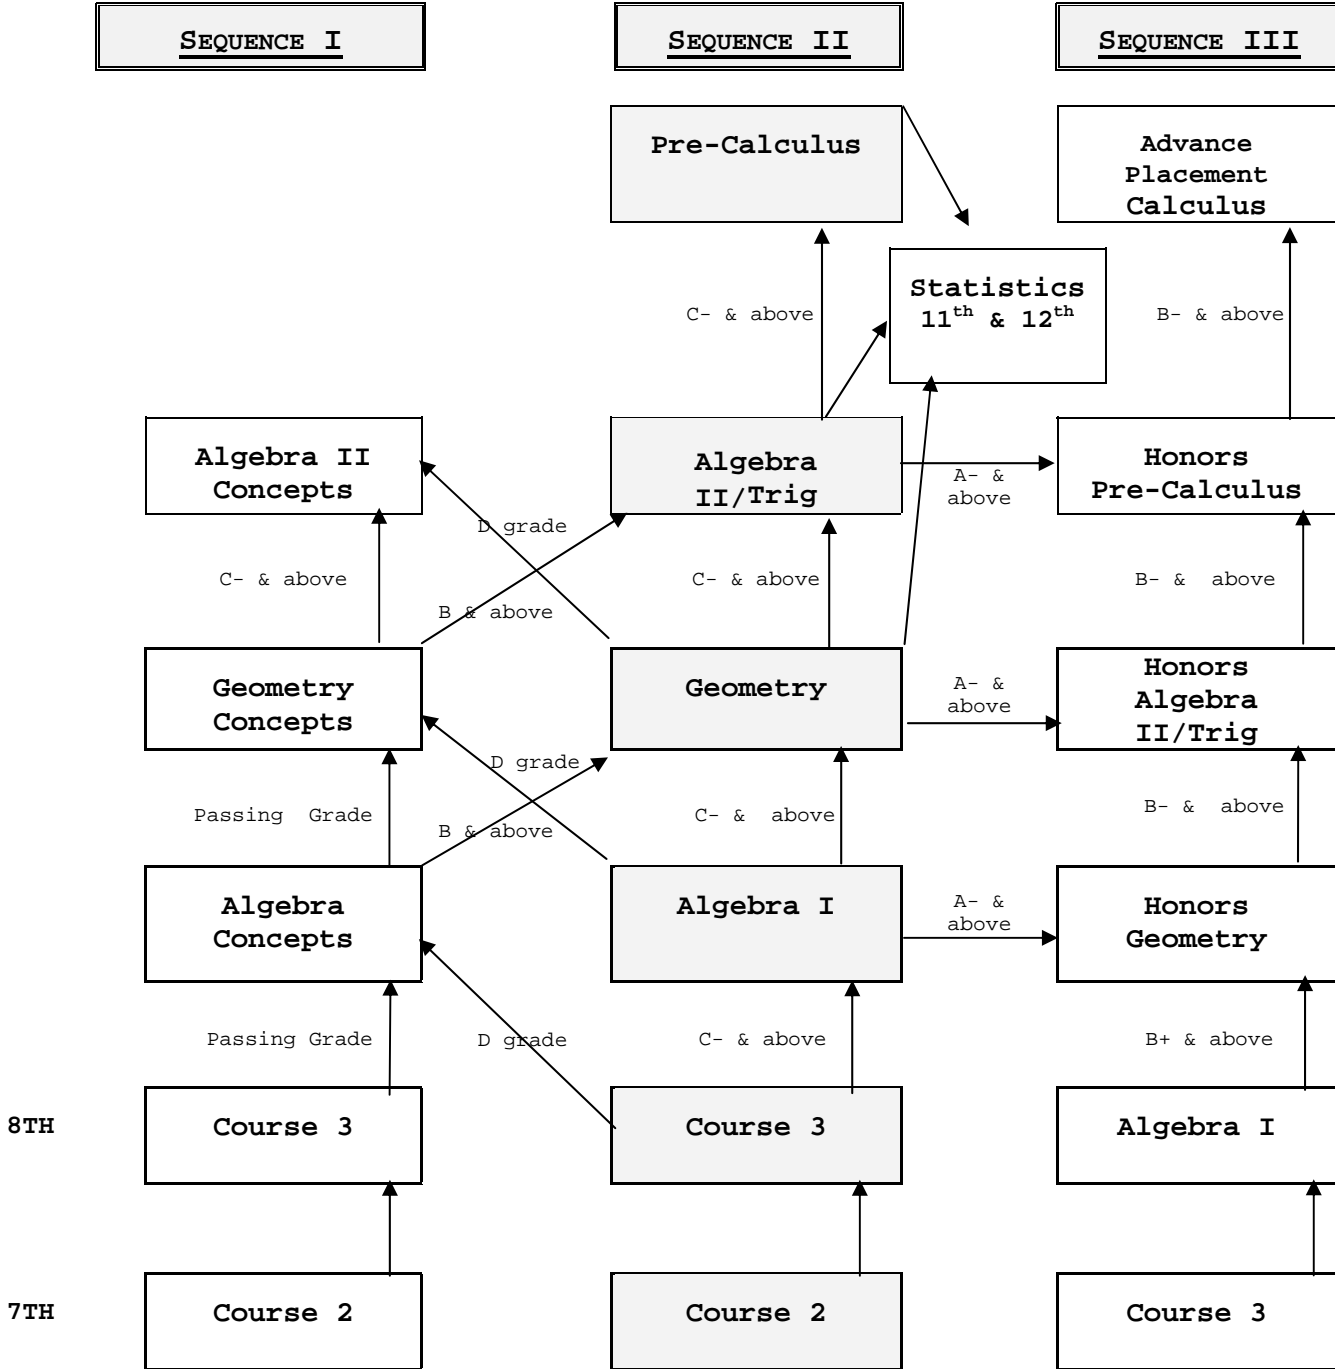 SEQUENCE I
SEQUENCE II
SEQUENCE III
Pre-Calculus
Advance
Placement
Calculus
Statistics
11th & 12th
C- & above
B- & above
Algebra II
Concepts
Algebra
II/Trig
Honors
Pre-Calculus
A- &
above
D grade
C- & above
C- & above
B- & above
B & above
Geometry
Concepts
Geometry
Honors
Algebra
II/Trig
A- &
above
D grade
Passing Grade
C- & above
B- & above
B & above
Algebra
Concepts
Algebra I
Honors
Geometry
A- &
above
Passing Grade
D grade
C- & above
B+ & above
8TH
Course 3
Course 3
Algebra I
7TH
Course 2
Course 2
Course 3